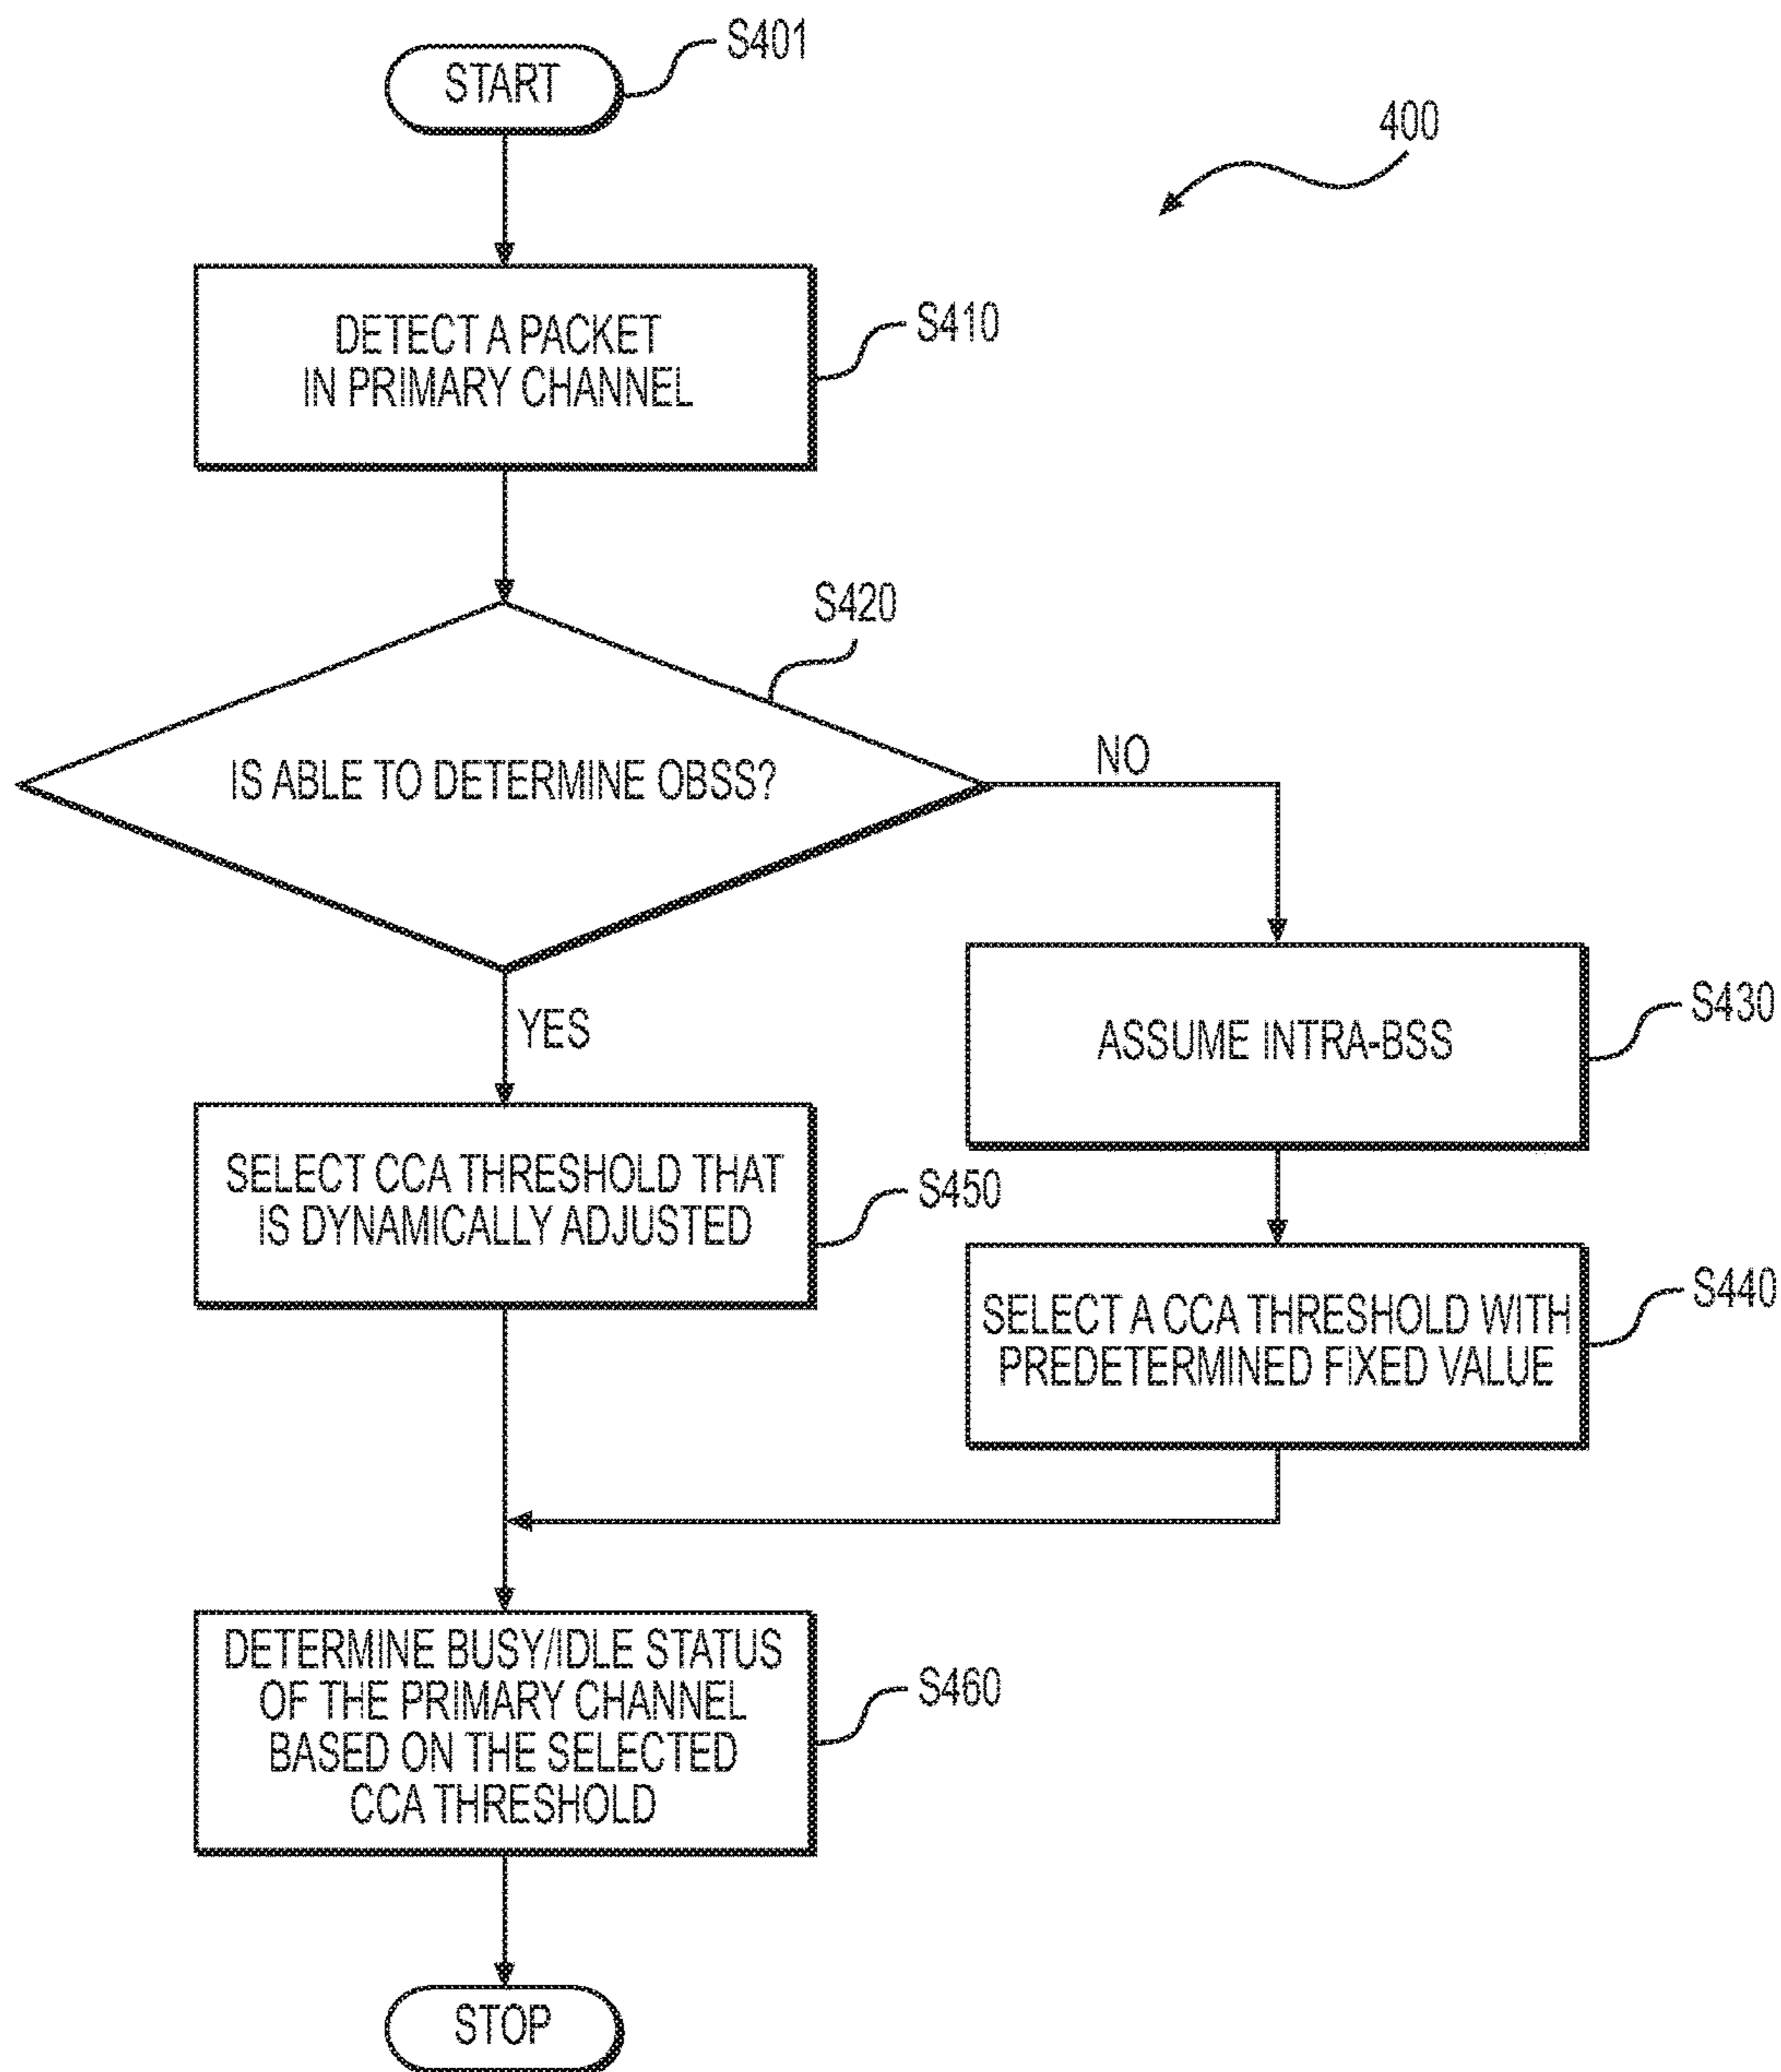 START
S401
400
DETECT A PACKET
IN PRIMARY CHANNEL
S410
S420
IS ABLE TO DETERMINE OBSS?
NO
YES
ASSUME INTRA-BSS
S430
SELECT CCA THRESHOLD THAT
IS DYNAMICALLY ADJUSTED
S450
SELECT A CCA THRESHOLD WITH
PREDETERMINED FIXED VALUE
S440
DETERMINE BUSY/IDLE STATUS
OF THE PRIMARY CHANNEL
BASED ON THE SELECTED
CCA THRESHOLD
S460
STOP